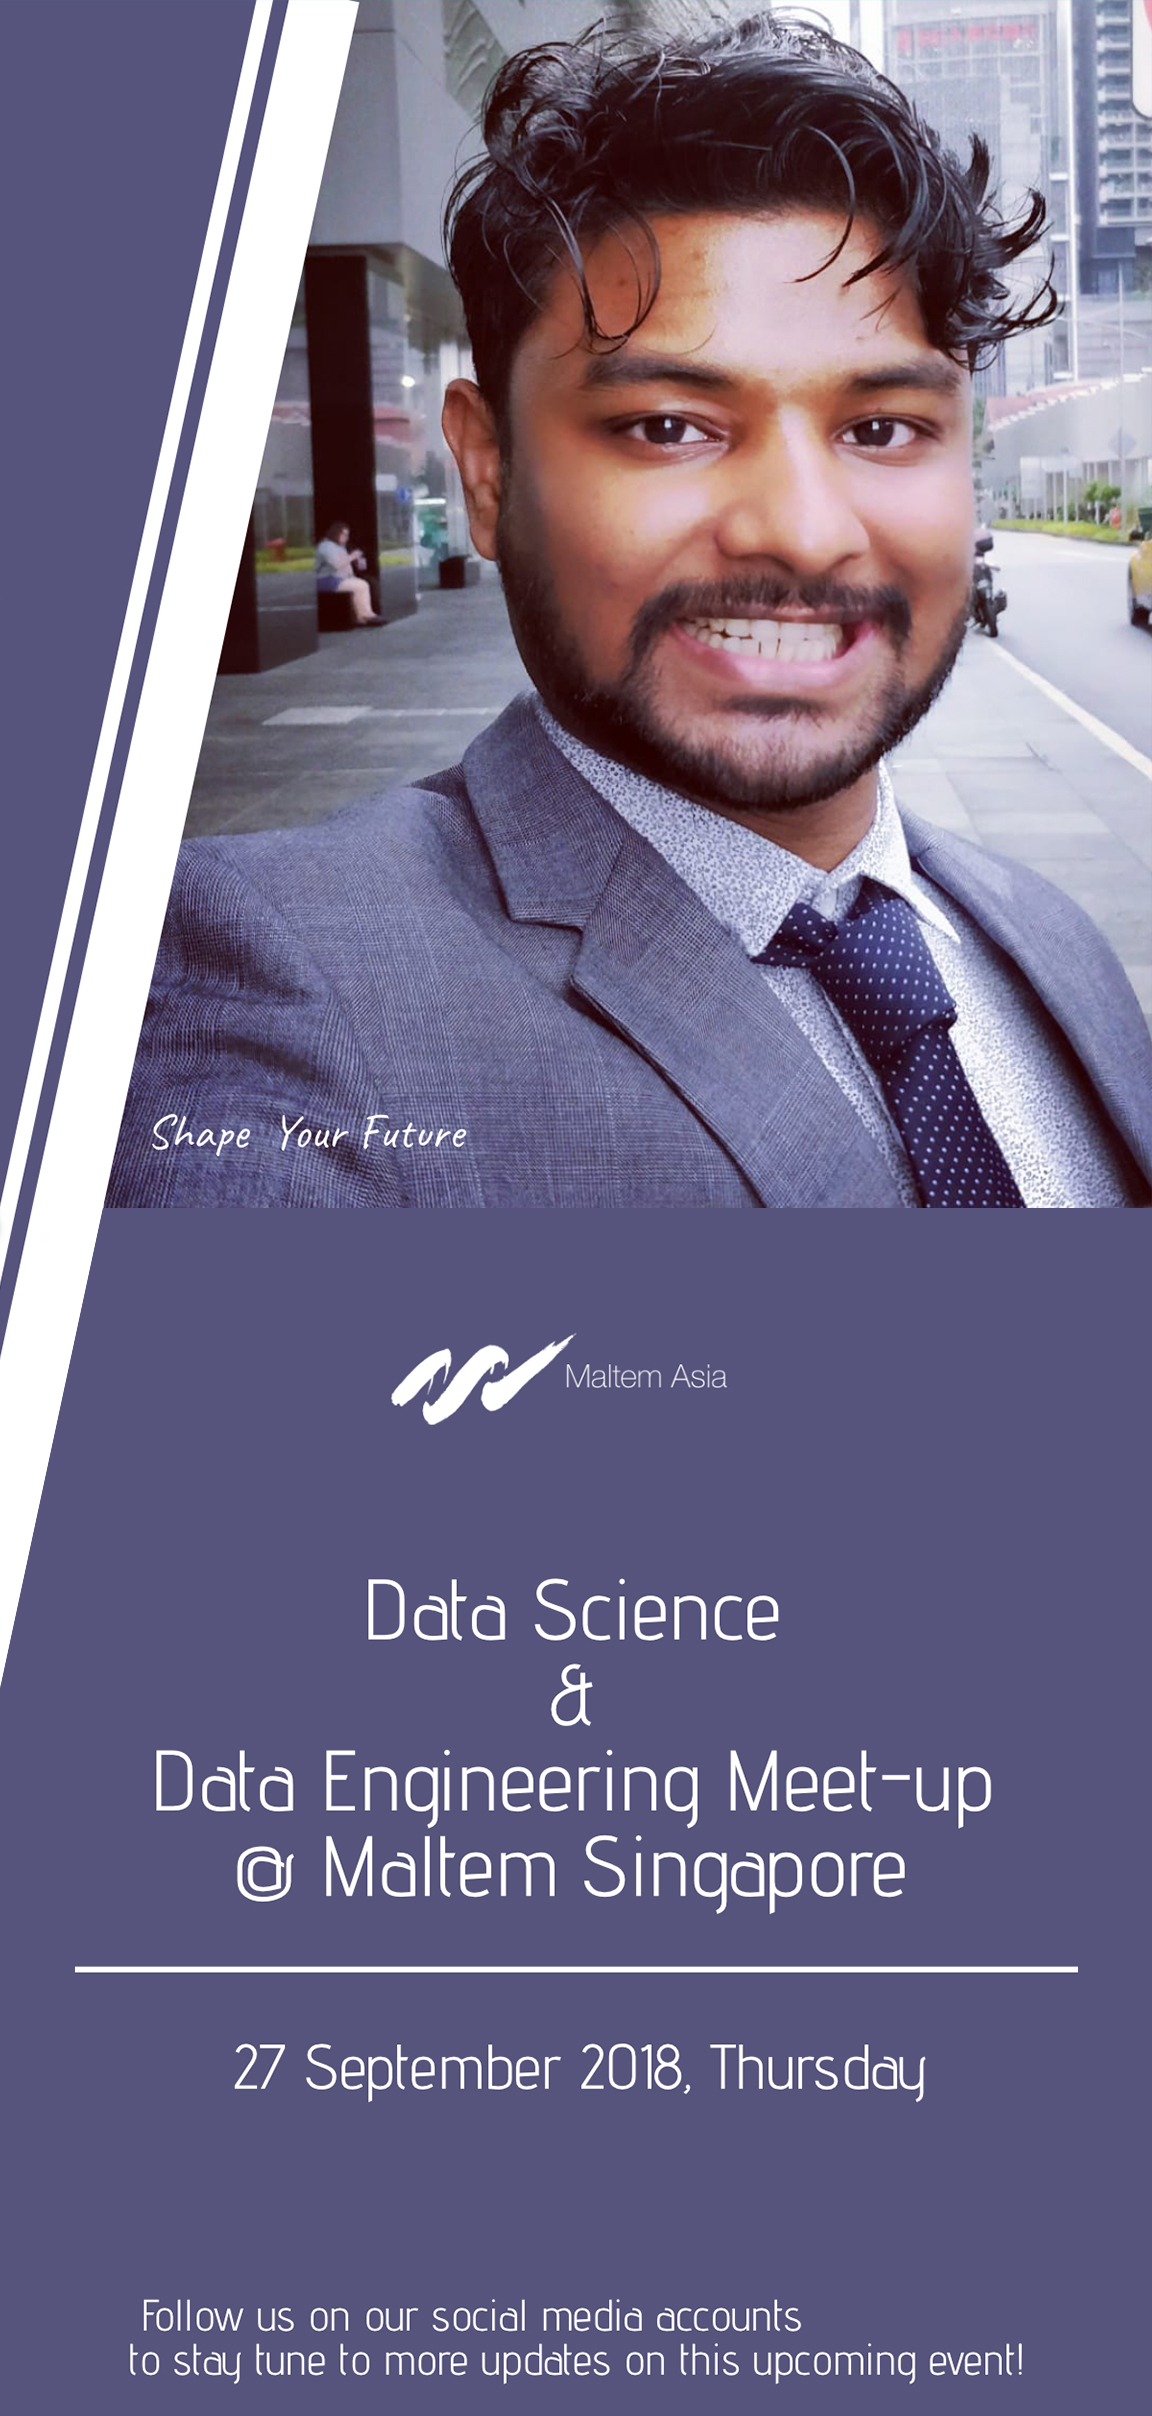 Shape Your Future
Maltem Asia
Data Science
&
Data Engineering Meet-up
@ Maltem Singapore
27 September 2018, Thursday
Follow us on our social media accounts
to stay tune to more updates on this upcoming event!